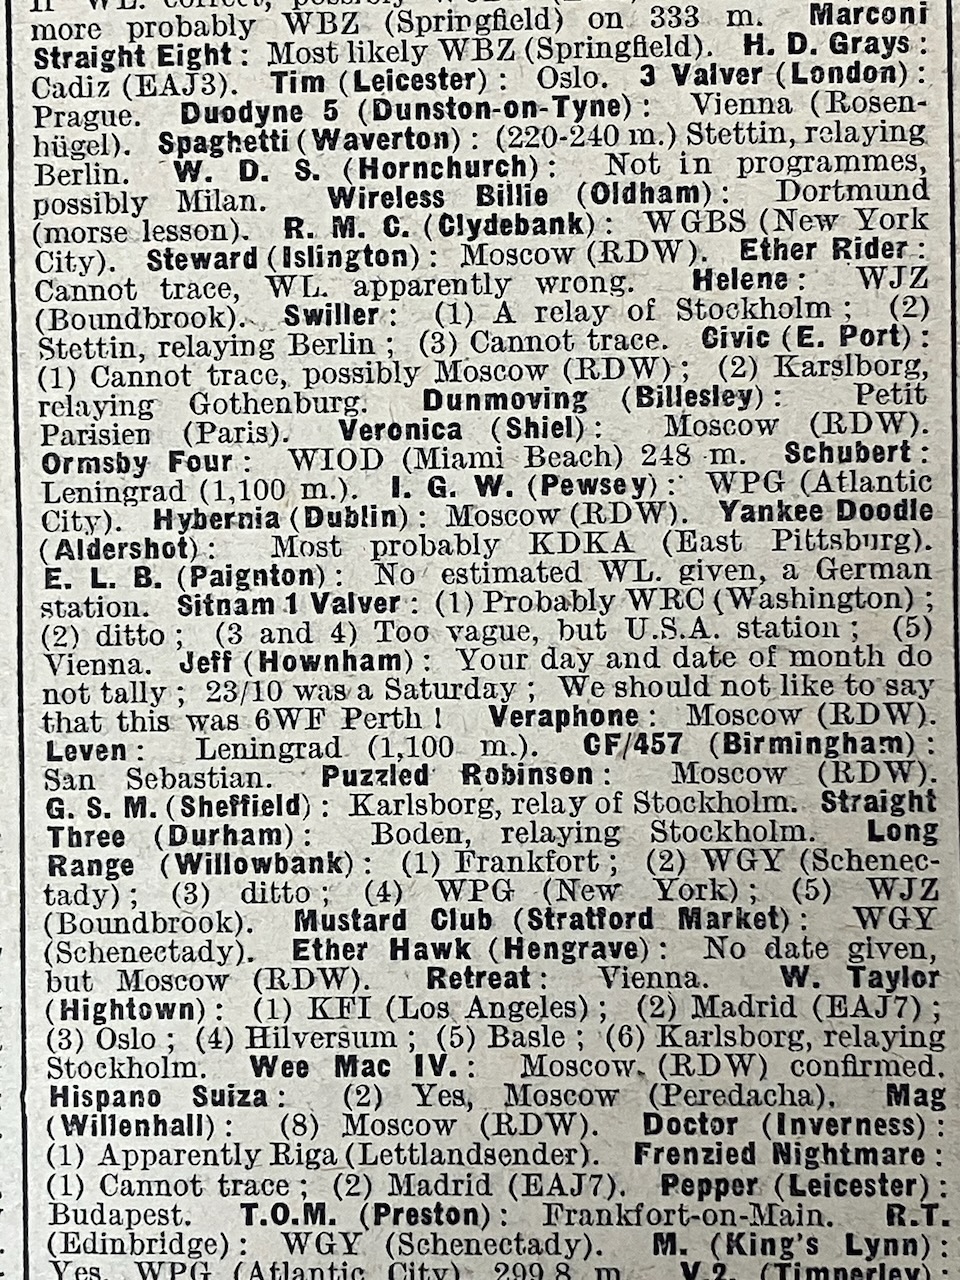 more probably WBZ (Springfield) on 333 m. Marconi
Straight Eight: Most likely WBZ (Springfield). H. D. Grays:
Cadiz (EAJ3). Tim (Leicester): Oslo. 3 Valver (London):
Prague. Duodyne 5 (Dunston-on-Tyne): Vienna (Rosen-
hügel). Spaghetti (Waverton): (220-240 m.) Stettin, relaying
Berlin. W. D. S. (Hornchurch): Not in programmes,
possibly Milan. Wireless Billie (Oldham): Dortmund
(morse lesson). R. M. C. (Clydebank): WGBS (New York
City). Steward (Islington): Moscow (RDW). Ether Rider:
Cannot trace, WL. apparently wrong. Helene: WJZ
(Boundbrook). Swiller: (1) A relay of Stockholm; (2)
Stettin, relaying Berlin; (3) Cannot trace. Civic (E. Port):
(1) Cannot trace, possibly Moscow (RDW); (2) Karslborg,
relaying Gothenburg. Dunmoving (Billesley): Petit
Parisien (Paris). Veronica (Shiel): Moscow (RDW).
Ormsby Four: WIOD (Miami Beach) 248 m. Schubert:
Leningrad (1,100 m.). I. G. W. (Pewsey): WPG (Atlantic
City). Hybernia (Dublin): Moscow (RDW). Yankee Doodle
(Aldershot): Most probably KDKA (East Pittsburg).
E. L. B. (Paignton): No estimated WL. given, a German
station. Sitnam 1 Valver: (1) Probably WRC (Washington);
(2) ditto; (3 and 4) Too vague, but U.S.A. station; (5)
Vienna. Jeff (Hownham): Your day and date of month do
not tally; 23/10 was a Saturday; We should not like to say
that this was 6WF Perth! Veraphone: Moscow (RDW).
Leven: Leningrad (1,100 m.). CF/457 (Birmingham):
San Sebastian. Puzzled Robinson: Moscow (RDW).
G. S. M. (Sheffield): Karlsborg, relay of Stockholm. Straight
Three (Durham): Boden, relaying Stockholm. Long
Range (Willowbank): (1) Frankfort; (2) WGY (Schenec-
tady); (3) ditto; (4) WPG (New York); (5) WJZ
(Boundbrook). Mustard Club (Stratford Market): WGY
(Schenectady). Ether Hawk (Hengrave): No date given,
but Moscow (RDW). Retreat: Vienna. W. Taylor
(Hightown): (1) KFI (Los Angeles); (2) Madrid (EAJ7);
(3) Oslo; (4) Hilversum; (5) Basle; (6) Karlsborg, relaying
Stockholm. Wee Mac IV.: Moscow. (RDW) confirmed.
Hispano Suiza: (2) Yes, Moscow (Peredacha). Mag
(Willenhall): (8) Moscow (RDW). Doctor (Inverness):
(1) Apparently Riga (Lettlandsender). Frenzied Nightmare:
(1) Cannot trace; (2) Madrid (EAJ7). Pepper (Leicester):
Budapest. T.O.M. (Preston): Frankfort-on-Main. R.T.
(Edinbridge): WGY (Schenectady). M. (King's Lynn):
Yes, WPG (Atlantic City) 299.8 m. V.2. (Timperley):